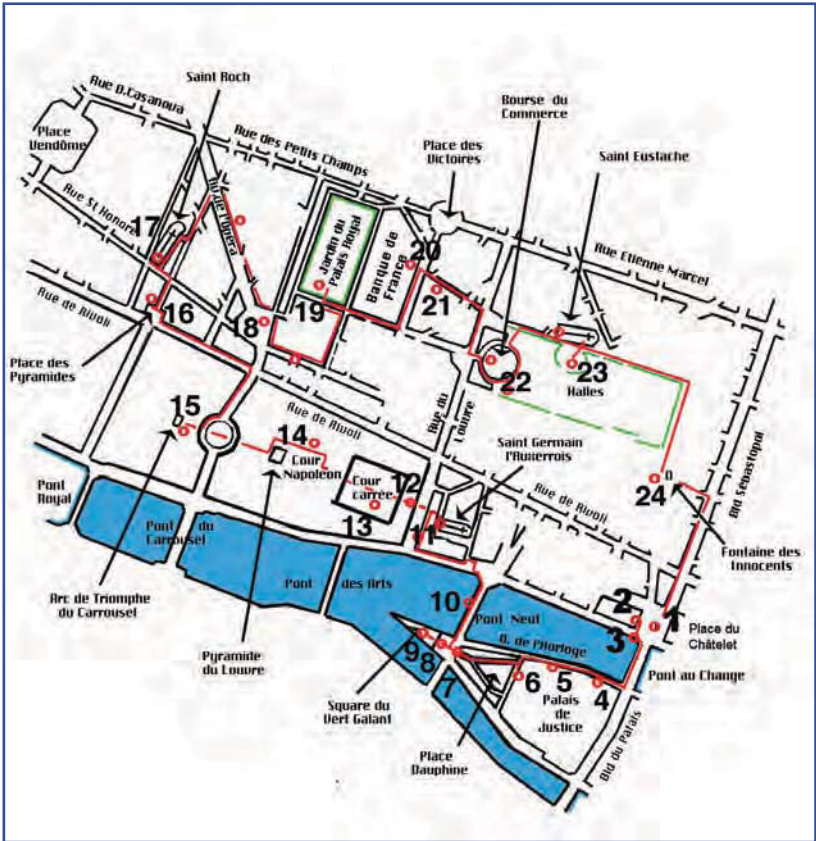 Saint Roch
Rue D.Casanova
Bourse du
Commerce
Place
Vendôme
Rue des Petits Champs
Place des
Victoires
Saint Eustache
Rue St Honoré
17
Av de l'Opéra
Jardin du
Palais Royal
Banque de
France
20
Rue Etienne Marcel
21
16
18
19
Rue de Rivoli
Place des
Pyramides
22
23
Halles
15
Rue de Rivoli
Rue du
Louvre
14
Cour
Napoléon
Saint Germain
l'Auxerrois
Bld Sébastopol
12
Cour
carrée
Rue de Rivoli
24
Pont
Royal
13
11
Pont du
Carrousel
Fontaine des
Innocents
Arc de Triomphe
du Carrousel
Pont des Arts
10
Pont Neuf
2
1
Place du
Châtelet
3
Q. de l'Horloge
Pyramide
du Louvre
9
8
7
6
5
4
Pont au Change
Palais
de
Justice
Square du
Vert Galant
Place
Dauphine
Bld du Palais